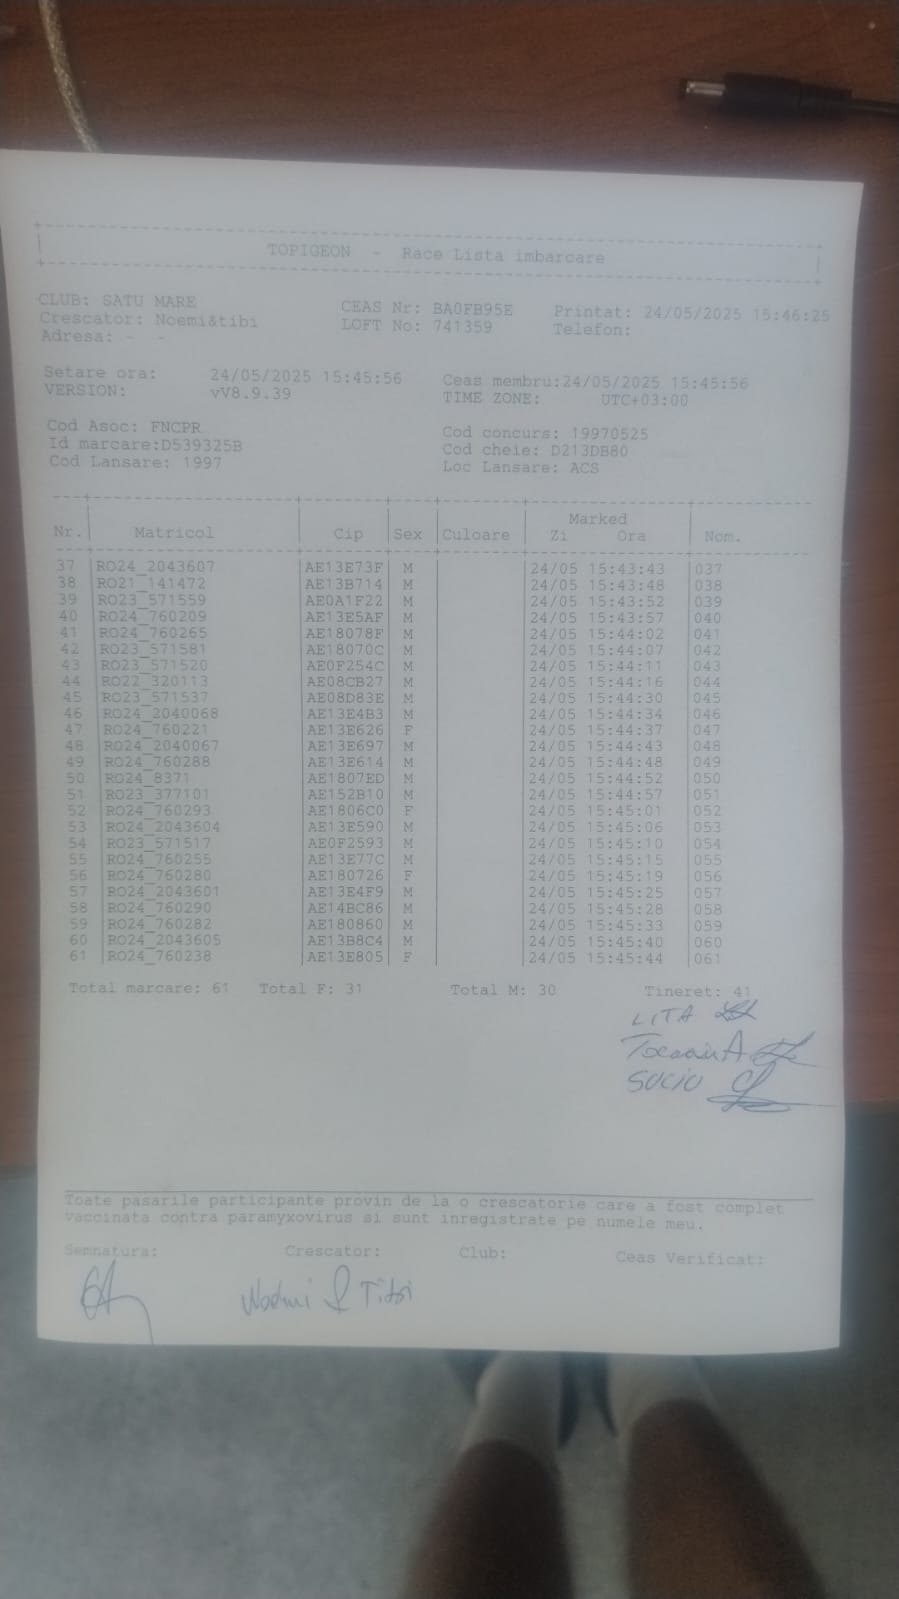 TOPIGEON - Race Lista imbarcare
CLUB: SATU MARE
CEAS Nr: BA0FB95E Printat: 24/05/2025 15:46:25
Crescator: Noemi&tibi LOFT No: 741359 Telefon:
Adresa: - -
Setare ora: 24/05/2025 15:45:56 Ceas membru:24/05/2025 15:45:56
VERSION: vV8.9.39 TIME ZONE: UTC+03:00
Cod Asoc: FNCPR Cod concurs: 19970525
Id marcare:D539325B Cod cheie: D213DB80
Cod Lansare: 1997 Loc Lansare: ACS
Marked
Nr. Matricol Cip Sex Culoare Zi Ora Nom.
37 RO24_2043607 AE13E73F M 24/05 15:43:43 037
38 RO21_141472 AE13B714 M 24/05 15:43:48 038
39 RO23_571559 AE0A1F22 M 24/05 15:43:52 039
40 RO24_760209 AE13E5AF M 24/05 15:43:57 040
41 RO24_760265 AE18078F M 24/05 15:44:02 041
42 RO23_571581 AE18070C M 24/05 15:44:07 042
43 RO23_571520 AE0F254C M 24/05 15:44:11 043
44 RO22_320113 AE08CB27 M 24/05 15:44:16 044
45 RO23_571537 AE08D83E M 24/05 15:44:30 045
46 RO24_2040068 AE13E4B3 M 24/05 15:44:34 046
47 RO24_760221 AE13E626 F 24/05 15:44:37 047
48 RO24_2040067 AE13E697 M 24/05 15:44:43 048
49 RO24_760288 AE13E614 M 24/05 15:44:48 049
50 RO24_8371 AE1807ED M 24/05 15:44:52 050
51 RO23_377101 AE152B10 M 24/05 15:44:57 051
52 RO24_760293 AE1806C0 F 24/05 15:45:01 052
53 RO24_2043604 AE13E590 M 24/05 15:45:06 053
54 RO23_571517 AE0F2593 M 24/05 15:45:10 054
55 RO24_760255 AE13E77C M 24/05 15:45:15 055
56 RO24_760280 AE180726 F 24/05 15:45:19 056
57 RO24_2043601 AE13E4F9 M 24/05 15:45:25 057
58 RO24_760290 AE14BC86 M 24/05 15:45:28 058
59 RO24_760282 AE180860 M 24/05 15:45:33 059
60 RO24_2043605 AE13B8C4 M 24/05 15:45:40 060
61 RO24_760238 AE13E805 F 24/05 15:45:44 061
Total marcare: 61 Total F: 31 Total M: 30 Tineret: 41
LITA
SUCIU
Toate pasarile participante provin de la o crescatorie care a fost complet
vaccinata contra paramyxovirus si sunt inregistrate pe numele meu.
Semnatura: Crescator: Club: Ceas Verificat:
Noemi & Tibi